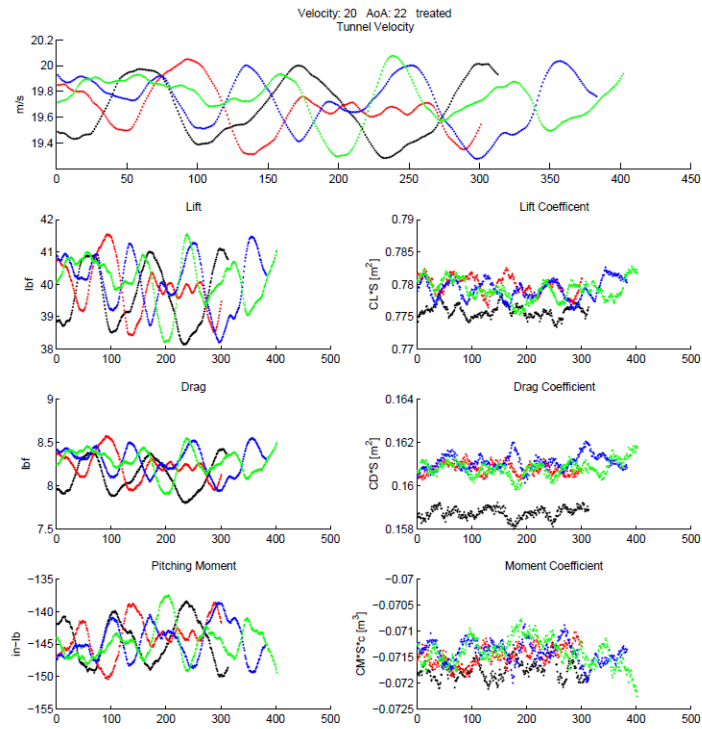 Velocity: 20 AoA: 22 treated
Tunnel Velocity
20.2
20
19.8
19.6
19.4
m/s
0 50 100 150 200 250 300 350 400 450
Lift
42
41
40
39
38
lbf
0 100 200 300 400 500
Lift Coefficent
0.79
0.785
0.78
0.775
0.77
CL*S [m²]
0 100 200 300 400 500
Drag
9
8.5
8
7.5
lbf
0 100 200 300 400 500
Drag Coefficient
0.164
0.162
0.16
0.158
CD*S [m²]
0 100 200 300 400 500
Pitching Moment
−135
−140
−145
−150
−155
in−lb
0 100 200 300 400 500
Moment Coefficient
−0.07
−0.0705
−0.071
−0.0715
−0.072
−0.0725
CM*S*c [m³]
0 100 200 300 400 500